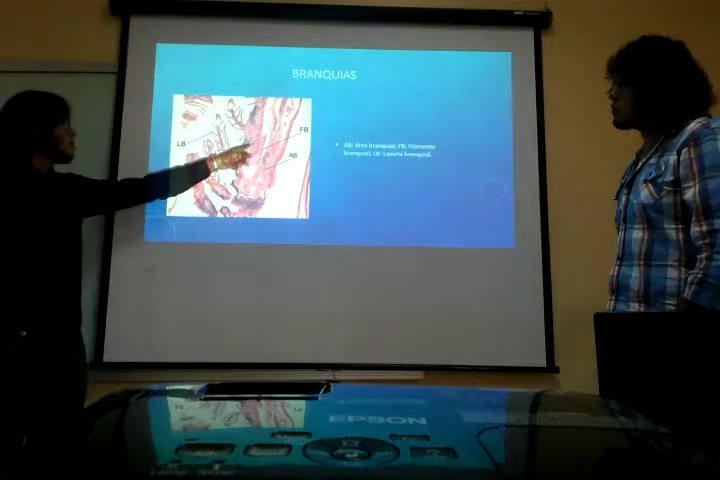 BRANQUIAS
FB
LB
AB
AB: Arco branquial; FB: Filamento
branquial; LB: Lamela branquial.
EPSON